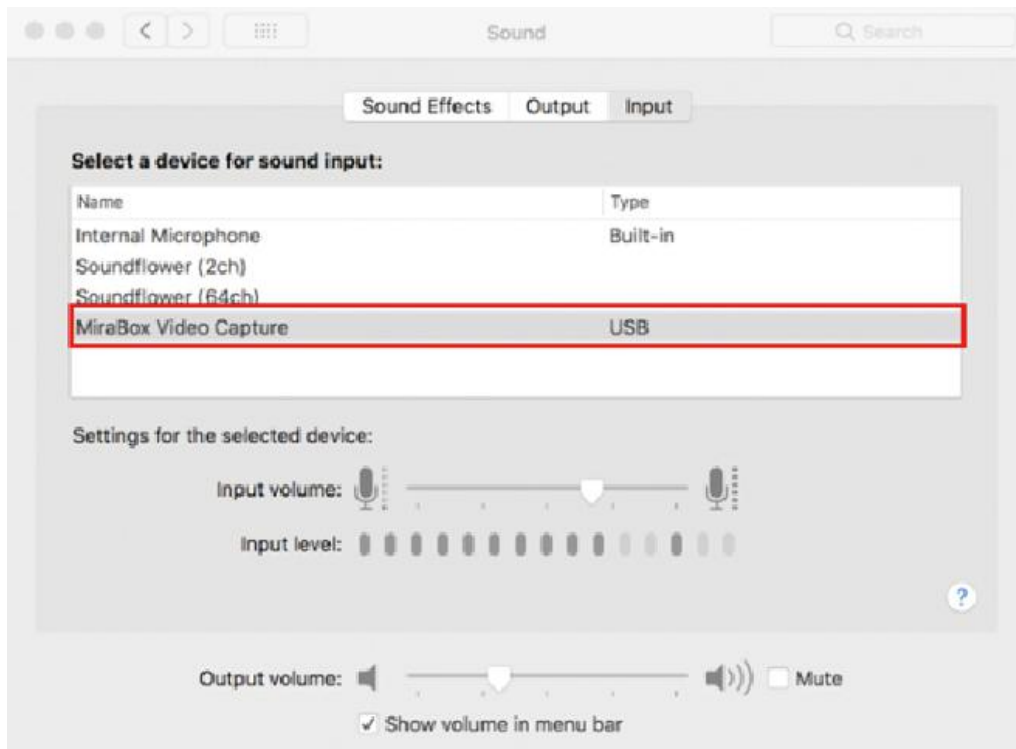 Sound
Search
Sound Effects Output Input
Select a device for sound input:
Name Type
Internal Microphone Built-in
Soundflower (2ch)
Soundflower (64ch)
MiraBox Video Capture USB
Settings for the selected device:
Input volume:
Input level:
?
Output volume: Mute
Show volume in menu bar